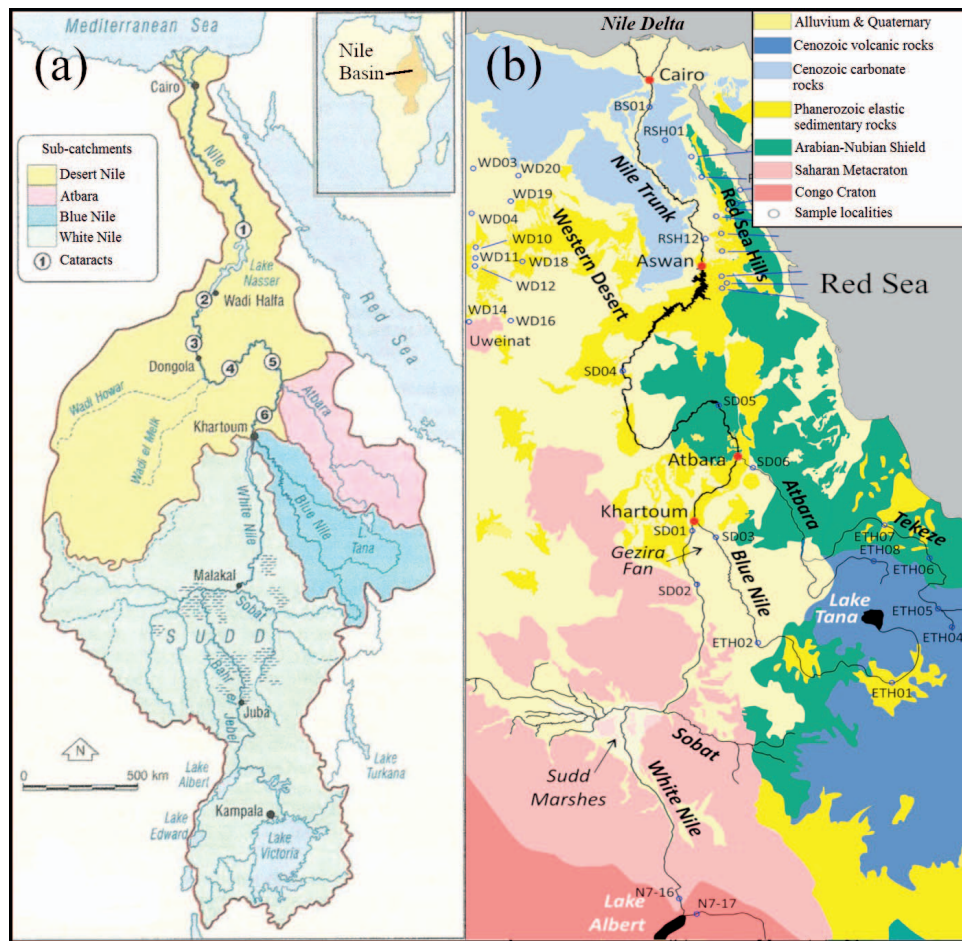 Mediterranean Sea
(a)
Nile
Basin
Cairo
Sub-catchments
Desert Nile
Atbara
Blue Nile
White Nile
1 Cataracts
Nile
1
Lake
Nasser
2
Wadi Halfa
Red Sea
3
Dongola
4
5
Wadi Howar
Wadi el Melk
6
Atbara
Khartoum
White Nile
Blue Nile
L.
Tana
Malakal
Sobat
SUDD
Bahr el Jebel
Juba
N
0 500 km
Lake
Albert
Lake
Turkana
Kampala
Lake
Edward
Lake
Victoria
Nile Delta
(b)
Cairo
BS01
RSH01
WD03
WD20
WD19
WD04
WD10
WD11
WD18
WD12
WD14
WD16
Uweinat
Nile Trunk
Western Desert
Red Sea Hills
RSH12
Aswan
Red Sea
SD04
SD05
Atbara
SD06
Atbara
Khartoum
SD01
SD03
Gezira
Fan
Blue Nile
SD02
Tekeze
ETH07
ETH08
ETH06
Lake
Tana
ETH05
ETH04
ETH02
ETH01
Sobat
Sudd
Marshes
White Nile
N7-16
N7-17
Lake
Albert
Alluvium & Quaternary
Cenozoic volcanic rocks
Cenozoic carbonate
rocks
Phanerozoic elastic
sedimentary rocks
Arabian-Nubian Shield
Saharan Metacraton
Congo Craton
Sample localities